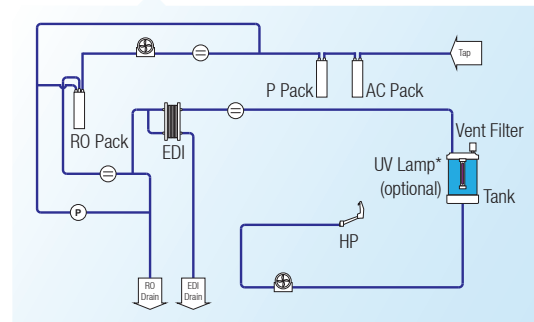 Tap
P Pack
AC Pack
RO Pack
EDI
Vent Filter
UV Lamp*
(optional)
Tank
HP
P
RO
Drain
EDI
Drain